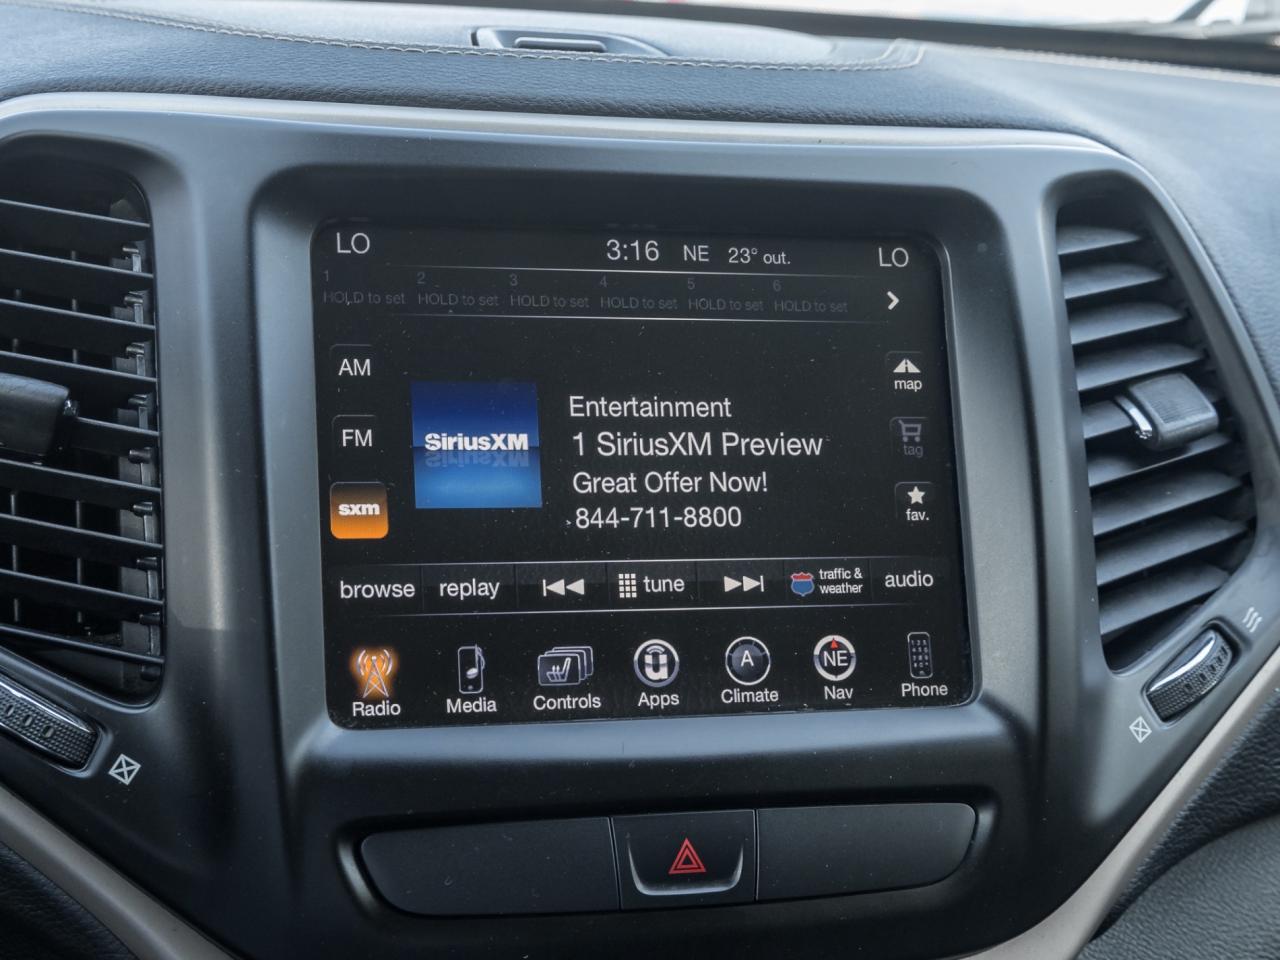 LO 3:16 NE 23° out. LO
1 2 3 4 5 6
HOLD to set HOLD to set HOLD to set HOLD to set HOLD to set HOLD to set
AM
map
FM
tag
sxm
fav.
SiriusXM
Entertainment
1 SiriusXM Preview
Great Offer Now!
844-711-8800
browse replay tune traffic & weather audio
A NE
Radio Media Controls Apps Climate Nav Phone